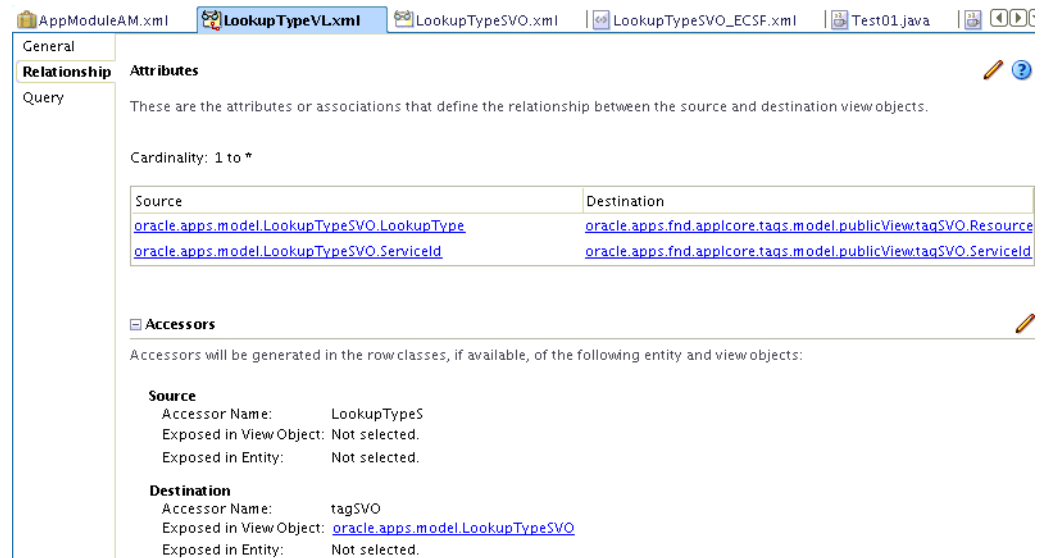 AppModuleAM.xml LookupTypeVL.xml LookupTypeSVO.xml LookupTypeSVO_ECSF.xml Test01.java
General
Relationship
Query
Attributes
These are the attributes or associations that define the relationship between the source and destination view objects.
Cardinality: 1 to *
Source Destination
oracle.apps.model.LookupTypeSVO.LookupType oracle.apps.fnd.applcore.tags.model.publicView.tagSVO.Resource
oracle.apps.model.LookupTypeSVO.ServiceId oracle.apps.fnd.applcore.tags.model.publicView.tagSVO.ServiceId
Accessors
Accessors will be generated in the row classes, if available, of the following entity and view objects:
Source
Accessor Name: LookupTypeS
Exposed in View Object: Not selected.
Exposed in Entity: Not selected.
Destination
Accessor Name: tagSVO
Exposed in View Object: oracle.apps.model.LookupTypeSVO
Exposed in Entity: Not selected.